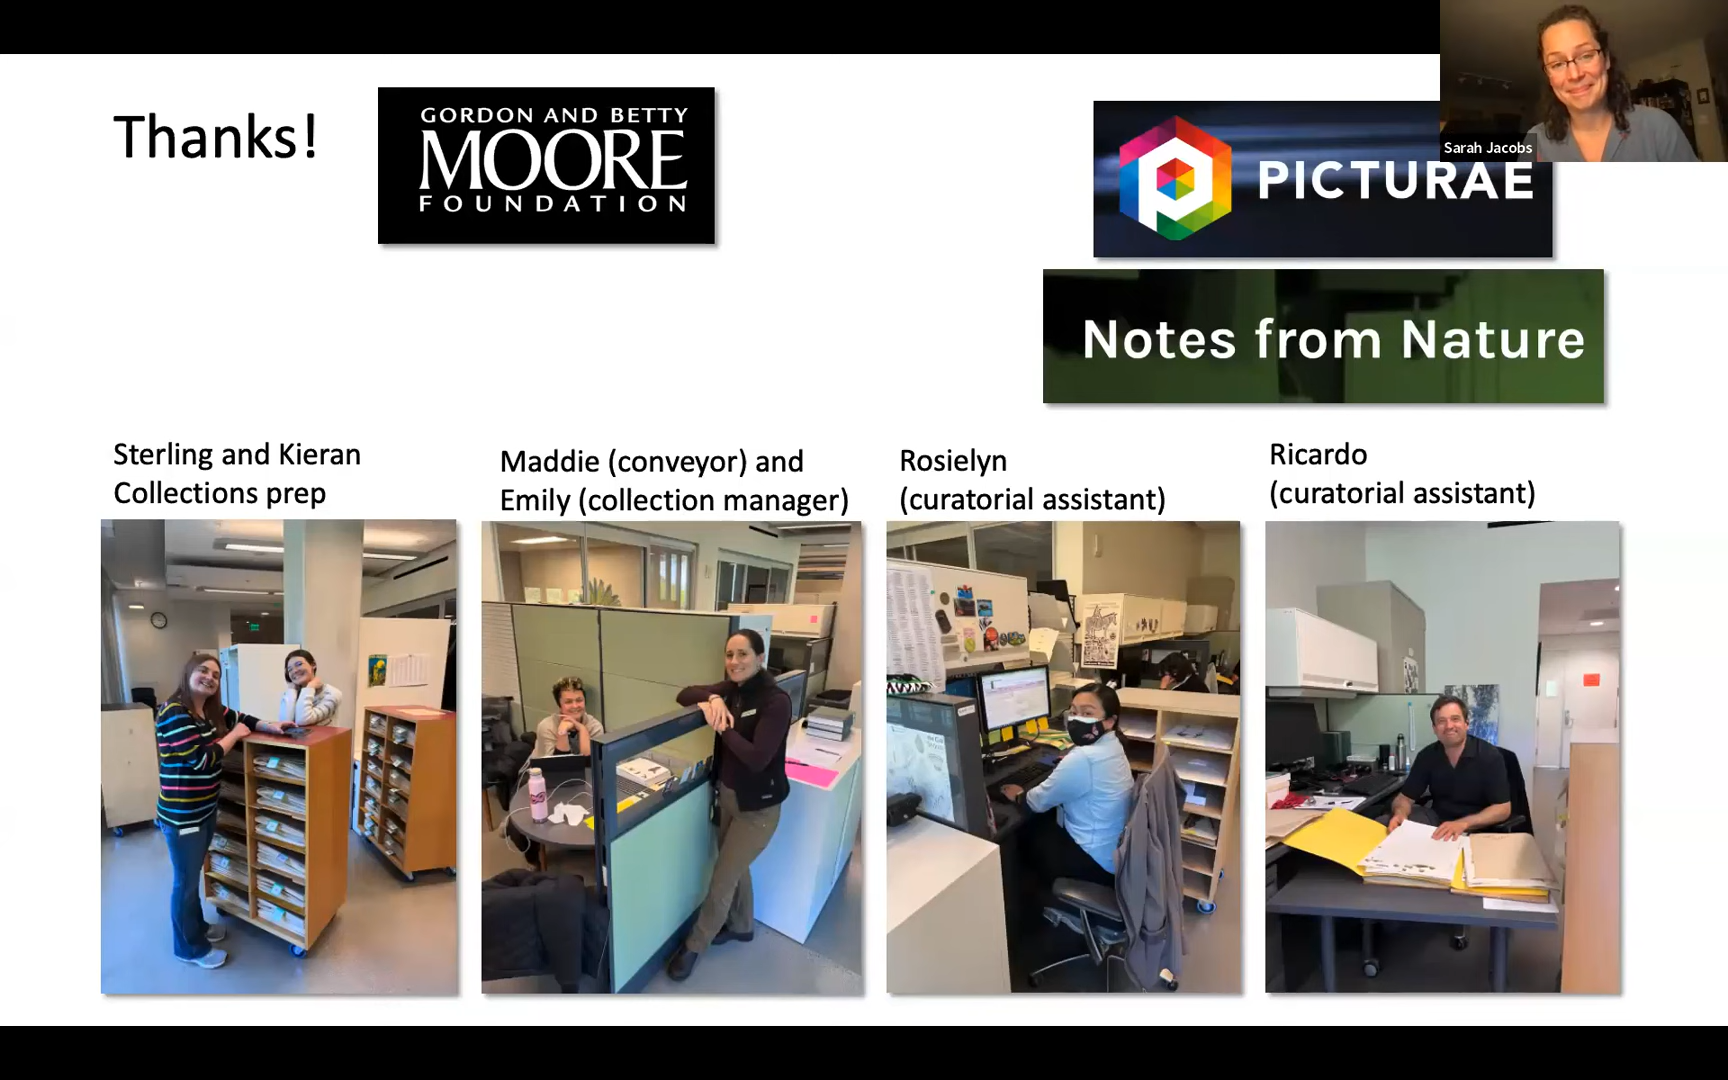 Thanks!
GORDON AND BETTY
MOORE
FOUNDATION
Sarah Jacobs
PICTURAE
Notes from Nature
Sterling and Kieran
Collections prep
Maddie (conveyor) and
Emily (collection manager)
Rosielyn
(curatorial assistant)
Ricardo
(curatorial assistant)